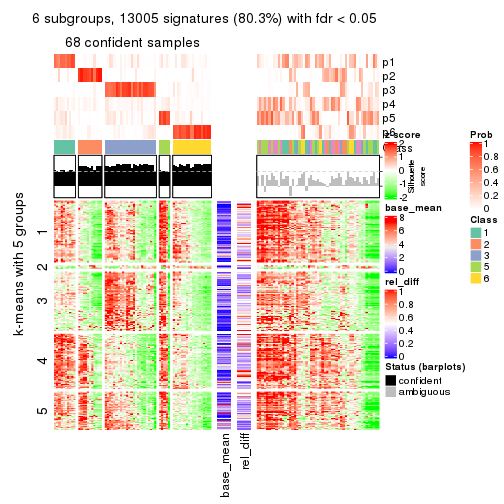 6 subgroups, 13005 signatures (80.3%) with fdr < 0.05
68 confident samples
p1
p2
p3
p4
p5
p6
Class
Silhouette
score
z-score
2
1
0
-1
-2
base_mean
8
6
4
2
0
rel_diff
1
0.8
0.6
0.4
0.2
0
Status (barplots)
confident
ambiguous
Prob
1
0.8
0.6
0.4
0.2
0
Class
1
2
3
5
6
k-means with 5 groups
1
2
3
4
5
base_mean
rel_diff